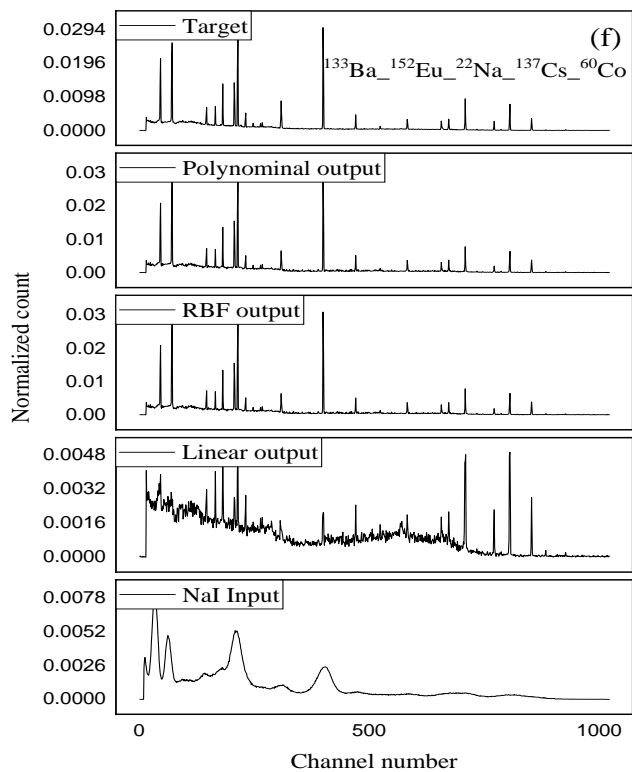 (f)
Target
¹³³Ba_¹⁵²Eu_²²Na_¹³⁷Cs_⁶⁰Co
0.0294
0.0196
0.0098
0.0000
Polynominal output
0.03
0.02
0.01
0.00
RBF output
0.03
0.02
0.01
0.00
Linear output
0.0048
0.0032
0.0016
0.0000
NaI Input
0.0078
0.0052
0.0026
0.0000
Normalized count
0 500 1000
Channel number